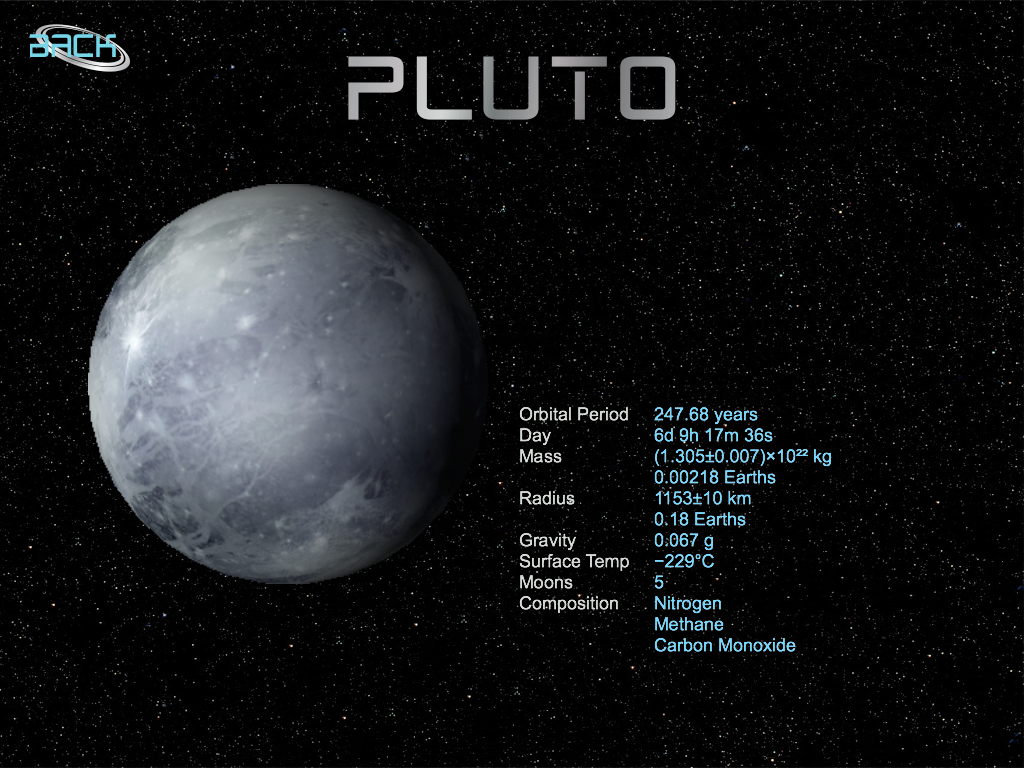 BACK
PLUTO
Orbital Period 247.68 years
Day 6d 9h 17m 36s
Mass (1.305±0.007)×10²² kg
0.00218 Earths
Radius 1153±10 km
0.18 Earths
Gravity 0.067 g
Surface Temp −229°C
Moons 5
Composition Nitrogen
Methane
Carbon Monoxide